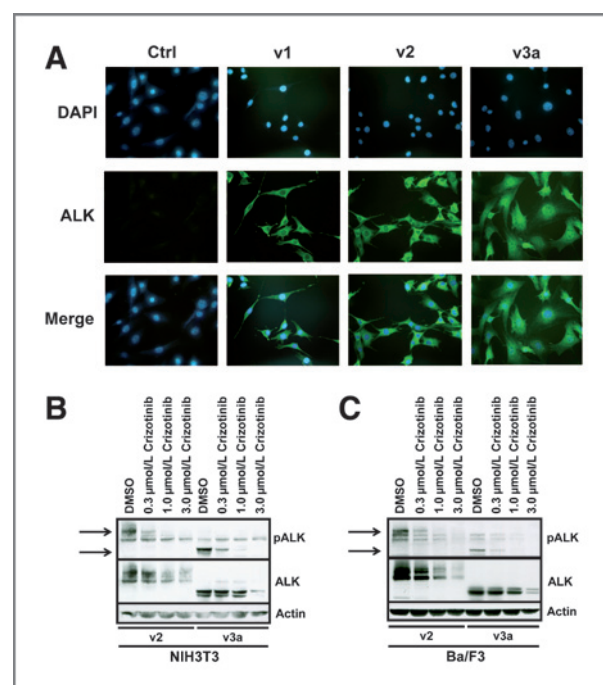 A
Ctrl v1 v2 v3a
DAPI
ALK
Merge
B
DMSO
0.3 µmol/L Crizotinib
1.0 µmol/L Crizotinib
3.0 µmol/L Crizotinib
DMSO
0.3 µmol/L Crizotinib
1.0 µmol/L Crizotinib
3.0 µmol/L Crizotinib
pALK
ALK
Actin
v2 v3a
NIH3T3
C
DMSO
0.3 µmol/L Crizotinib
1.0 µmol/L Crizotinib
3.0 µmol/L Crizotinib
DMSO
0.3 µmol/L Crizotinib
1.0 µmol/L Crizotinib
3.0 µmol/L Crizotinib
pALK
ALK
Actin
v2 v3a
Ba/F3